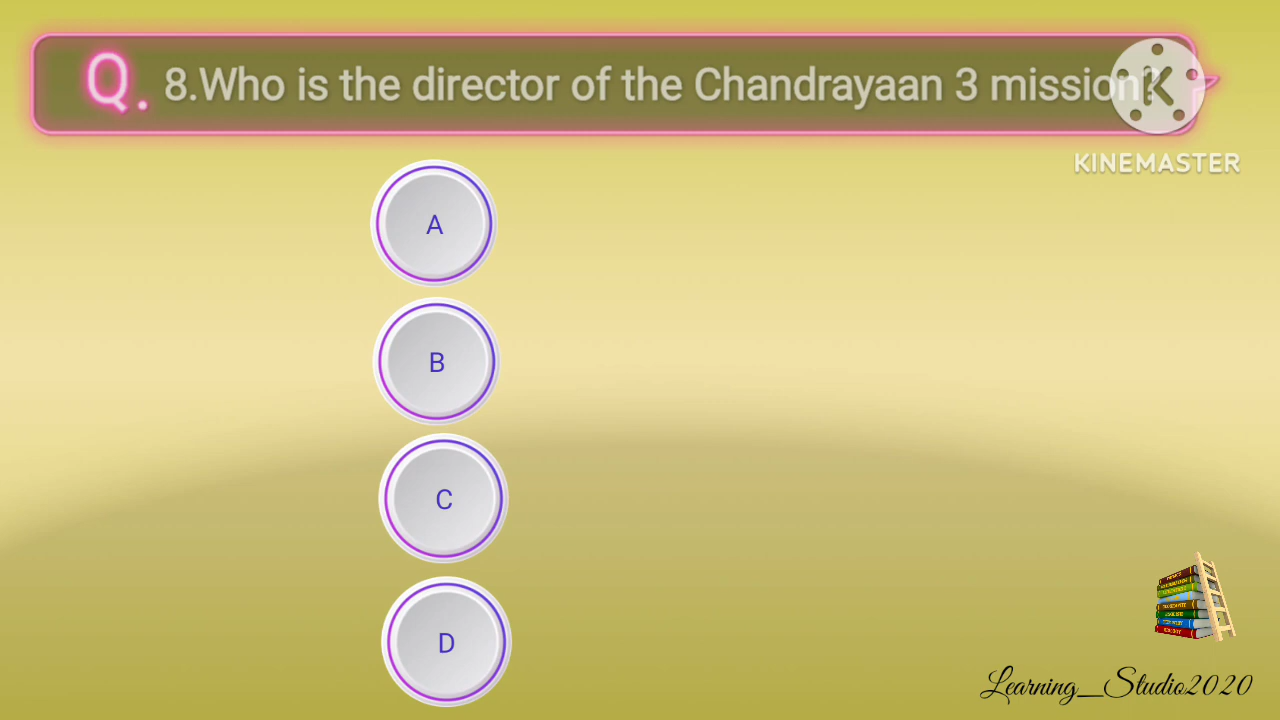 Q. 8.Who is the director of the Chandrayaan 3 mission?
K
KINEMASTER
A
B
C
D
Learning_Studio2020